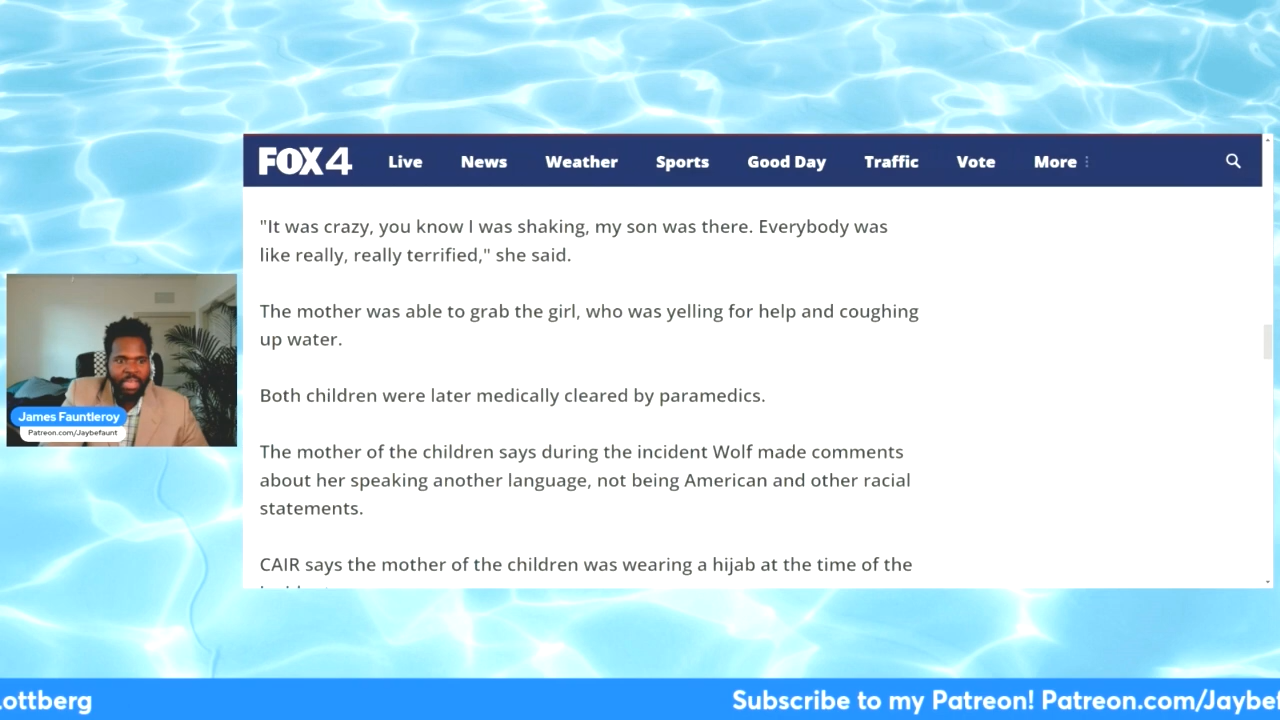 FOX 4 Live News Weather Sports Good Day Traffic Vote More
"It was crazy, you know I was shaking, my son was there. Everybody was
like really, really terrified," she said.
The mother was able to grab the girl, who was yelling for help and coughing
up water.
Both children were later medically cleared by paramedics.
The mother of the children says during the incident Wolf made comments
about her speaking another language, not being American and other racial
statements.
CAIR says the mother of the children was wearing a hijab at the time of the
James Fauntleroy
Patreon.com/Jaybefaunt
ottberg Subscribe to my Patreon! Patreon.com/Jaybef